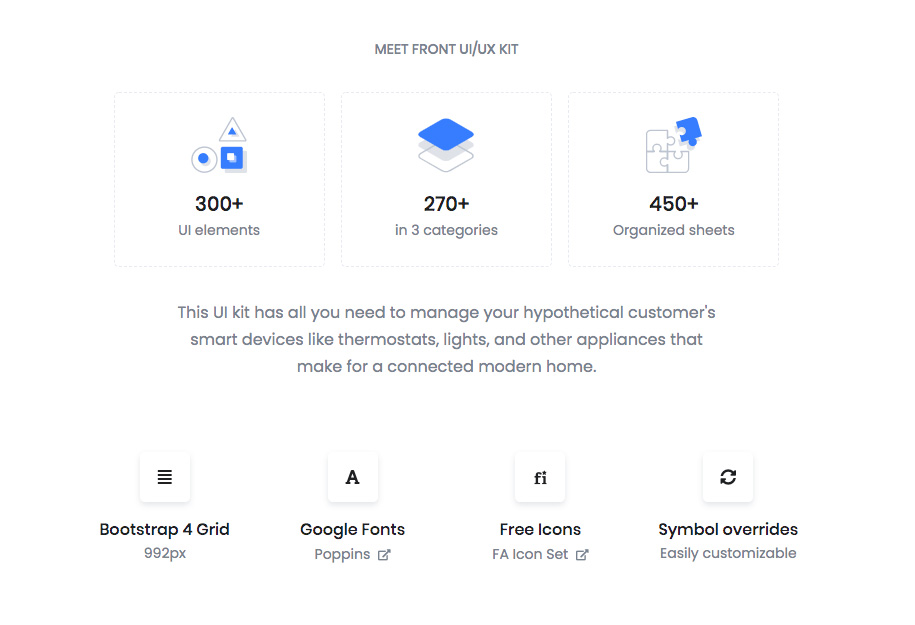 MEET FRONT UI/UX KIT
300+
UI elements
270+
in 3 categories
450+
Organized sheets
This UI kit has all you need to manage your hypothetical customer's
smart devices like thermostats, lights, and other appliances that
make for a connected modern home.
A
fi
Bootstrap 4 Grid
992px
Google Fonts
Poppins
Free Icons
FA Icon Set
Symbol overrides
Easily customizable